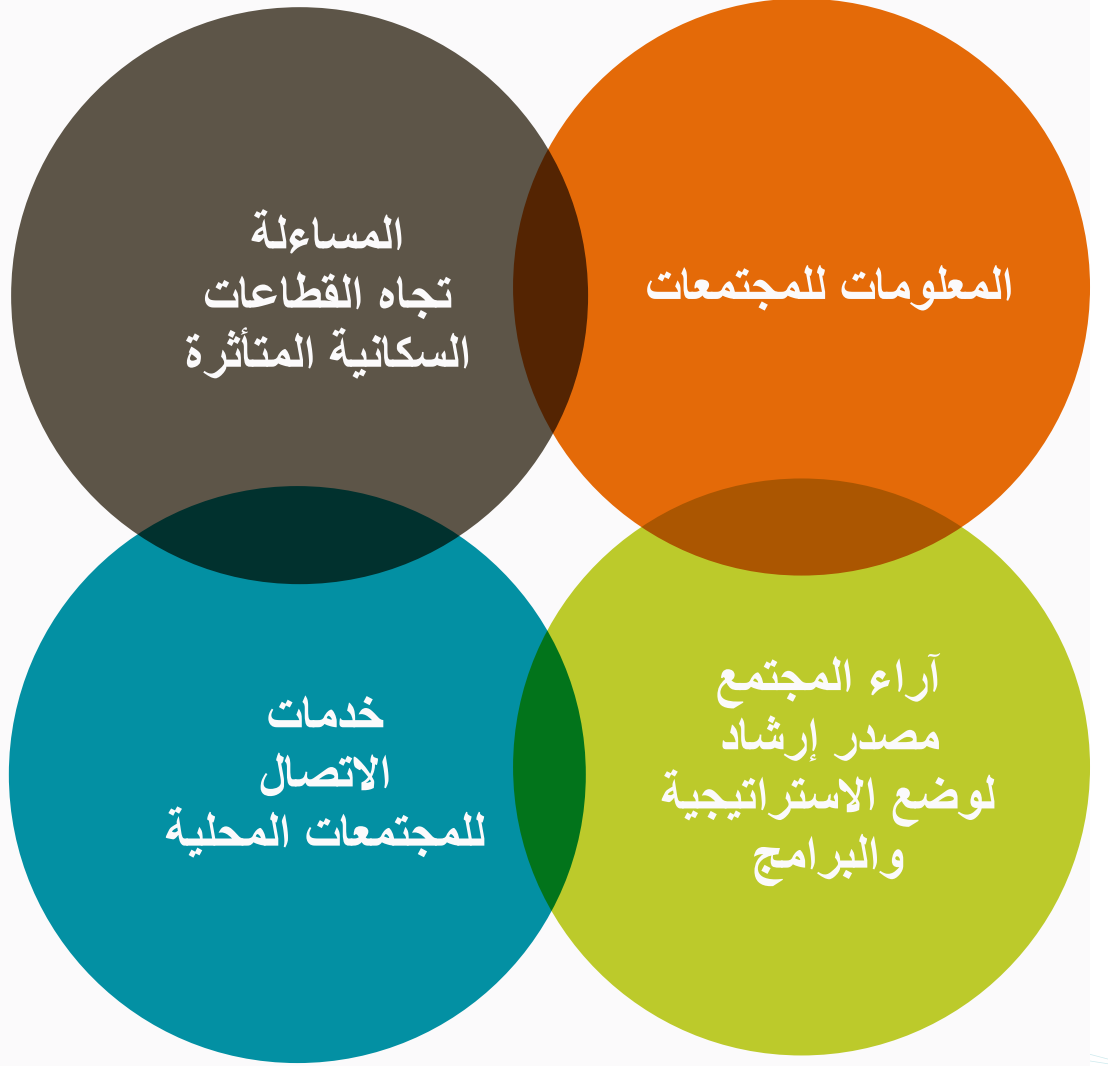 المعلومات للمجتمعات
المساءلة
تجاه القطاعات
السكانية المتأثرة
آراء المجتمع
مصدر إرشاد
لوضع الاستراتيجية
والبرامج
خدمات
الاتصال
للمجتمعات المحلية